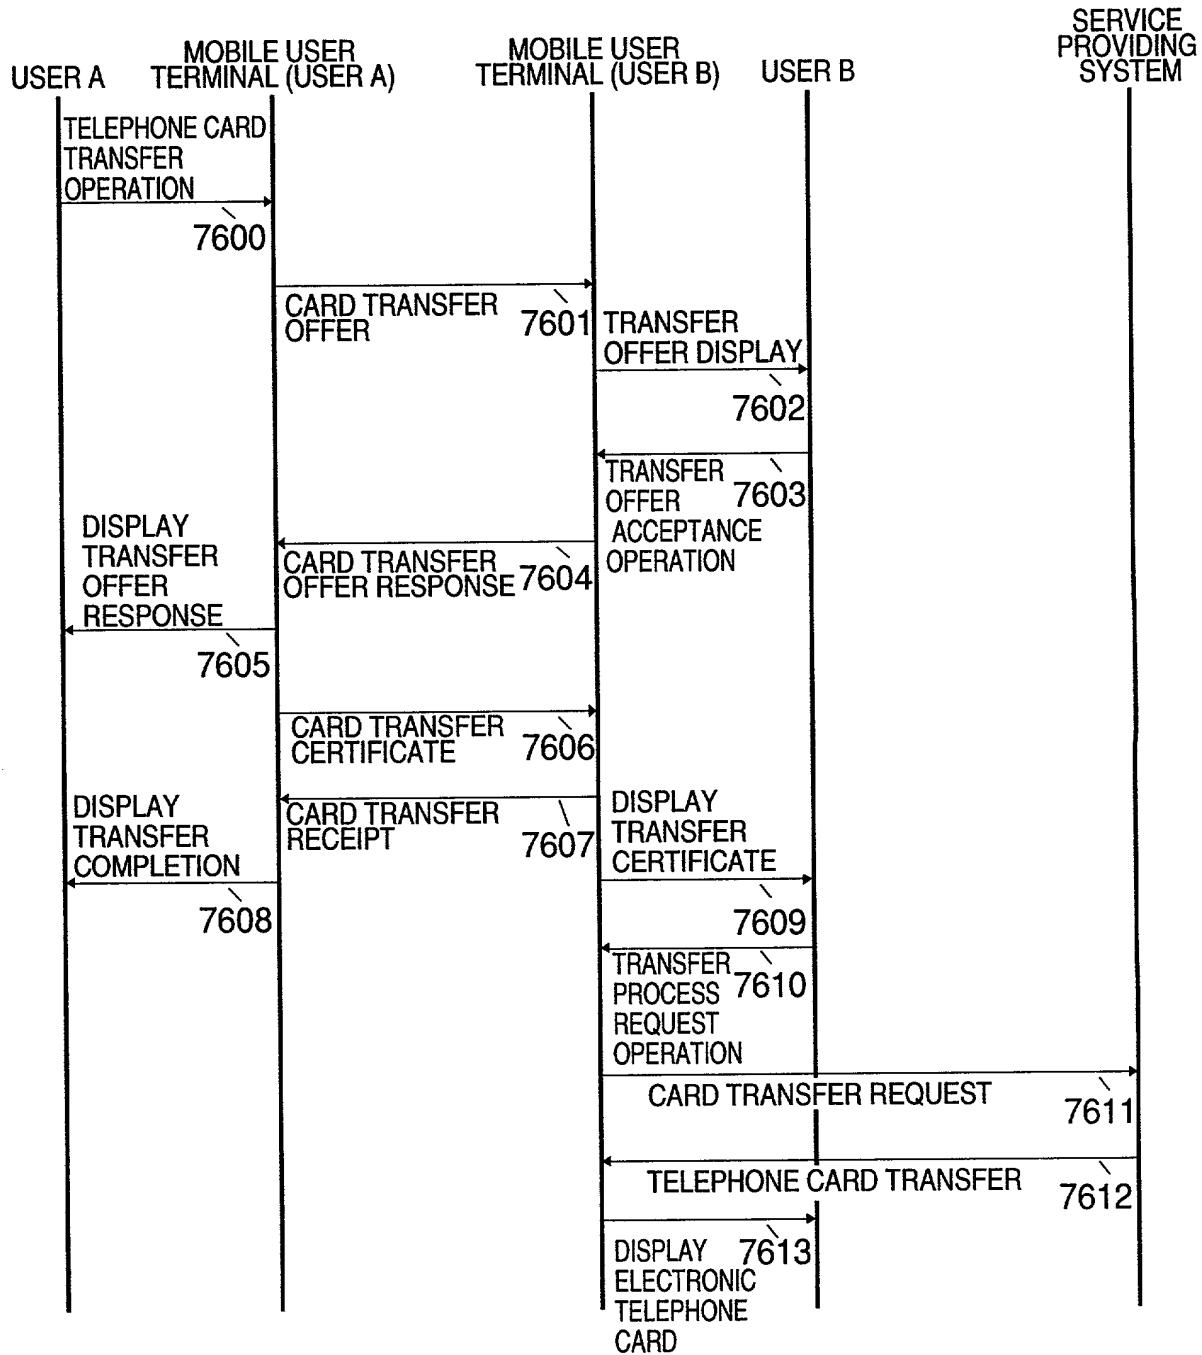 SERVICE
PROVIDING
SYSTEM
MOBILE USER
TERMINAL (USER A)
MOBILE USER
TERMINAL (USER B)
USER A
USER B
TELEPHONE CARD
TRANSFER
OPERATION
7600
CARD TRANSFER
OFFER
7601
TRANSFER
OFFER DISPLAY
7602
TRANSFER
OFFER
ACCEPTANCE
OPERATION
7603
CARD TRANSFER
OFFER RESPONSE
7604
DISPLAY
TRANSFER
OFFER
RESPONSE
7605
CARD TRANSFER
CERTIFICATE
7606
CARD TRANSFER
RECEIPT
7607
DISPLAY
TRANSFER
COMPLETION
7608
DISPLAY
TRANSFER
CERTIFICATE
7609
TRANSFER
PROCESS
REQUEST
OPERATION
7610
CARD TRANSFER REQUEST
7611
TELEPHONE CARD TRANSFER
7612
DISPLAY
ELECTRONIC
TELEPHONE
CARD
7613